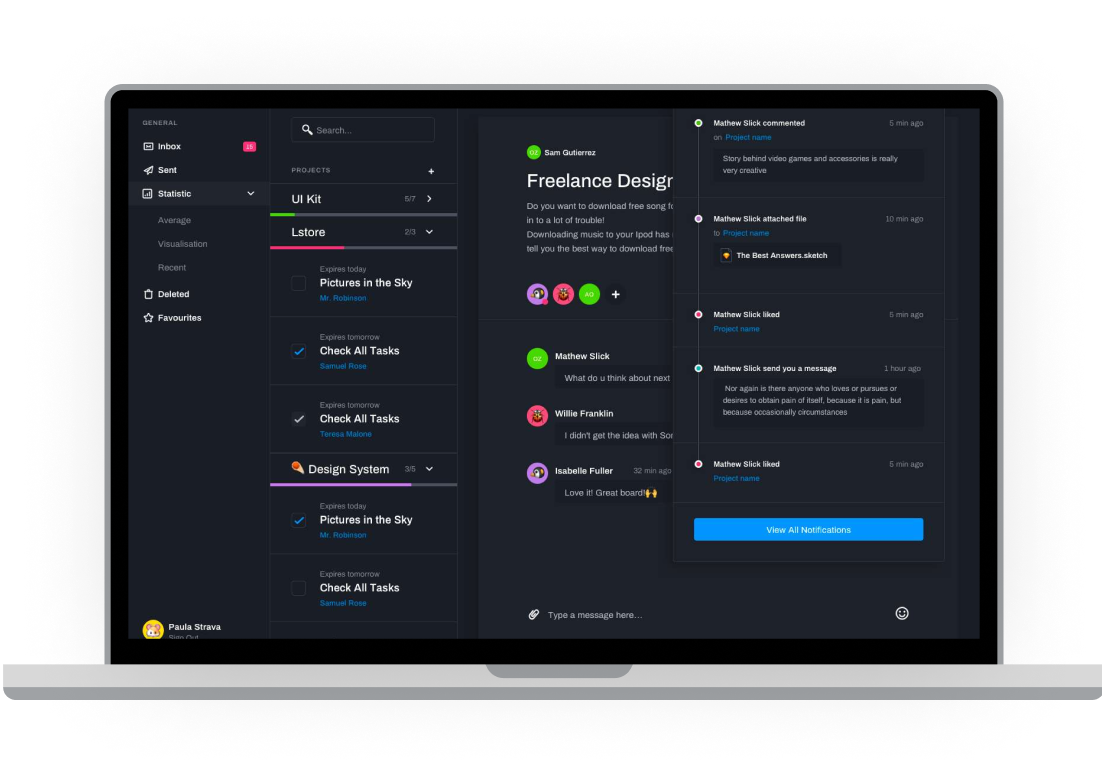 GENERAL
Inbox
Sent
Statistic
Average
Visualisation
Recent
Deleted
Favourites
Paula Strava
Sign Out
Search...
PROJECTS +
UI Kit 5/7
Lstore 2/3
Expires today
Pictures in the Sky
Mr. Robinson
Expires tomorrow
Check All Tasks
Samuel Rose
Expires tomorrow
Check All Tasks
Teresa Malone
Design System 3/5
Expires today
Pictures in the Sky
Mr. Robinson
Expires tomorrow
Check All Tasks
Samuel Rose
OZ Sam Gutierrez
Freelance Design
Do you want to download free song fo
in to a lot of trouble!
Downloading music to your Ipod has
tell you the best way to download free
AO +
OZ Mathew Slick
What do u think about next
Willie Franklin
I didn't get the idea with Som
Isabelle Fuller 32 min ago
Love it! Great board!🙌
Type a message here...
Mathew Slick commented 5 min ago
on Project name
Story behind video games and accessories is really
very creative
Mathew Slick attached file 10 min ago
to Project name
The Best Answers.sketch
Mathew Slick liked 5 min ago
Project name
Mathew Slick send you a message 1 hour ago
Nor again is there anyone who loves or pursues or
desires to obtain pain of itself, because it is pain, but
because occasionally circumstances
Mathew Slick liked 5 min ago
Project name
View All Notifications